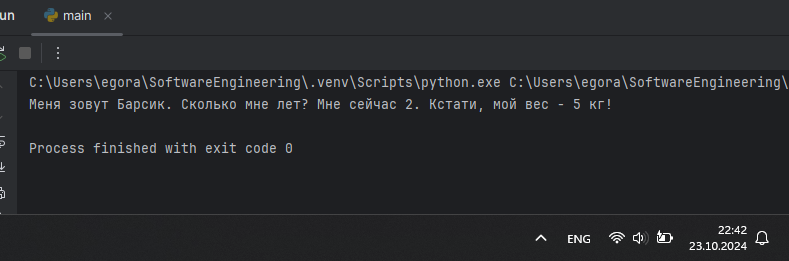 un main
C:\Users\egora\SoftwareEngineering\.venv\Scripts\python.exe C:\Users\egora\SoftwareEngineering\
Меня зовут Барсик. Сколько мне лет? Мне сейчас 2. Кстати, мой вес - 5 кг!
Process finished with exit code 0
ENG 22:42
23.10.2024